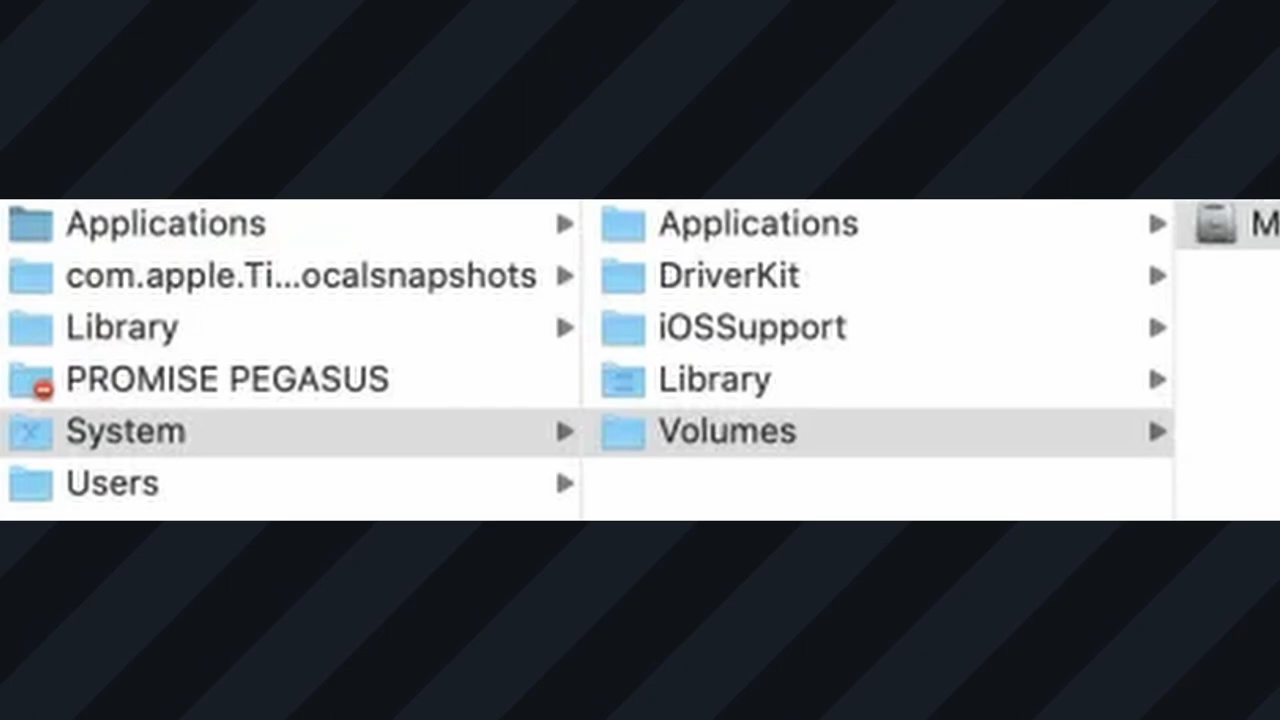 Applications
com.apple.Ti...ocalsnapshots
Library
PROMISE PEGASUS
System
Users
Applications
DriverKit
iOSSupport
Library
Volumes
M